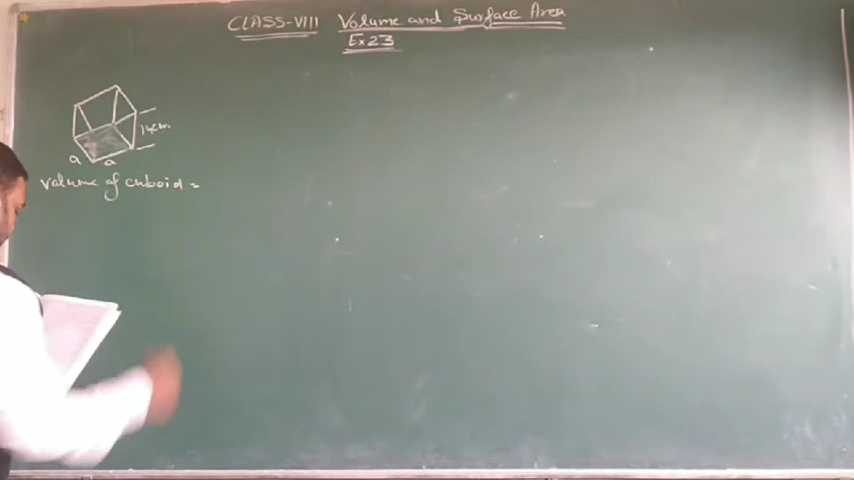 CLASS-VIII Volume and Surface Area
Ex 23
14cm
a a
Volume of cuboid =